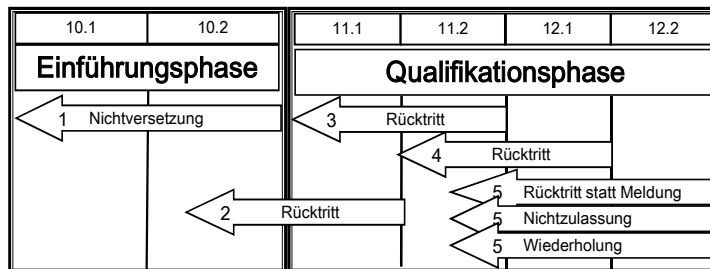 10.1 10.2 11.1 11.2 12.1 12.2
Einführungsphase Qualifikationsphase
1 Nichtversetzung 3 Rücktritt
4 Rücktritt
5 Rücktritt statt Meldung
2 Rücktritt 5 Nichtzulassung
5 Wiederholung